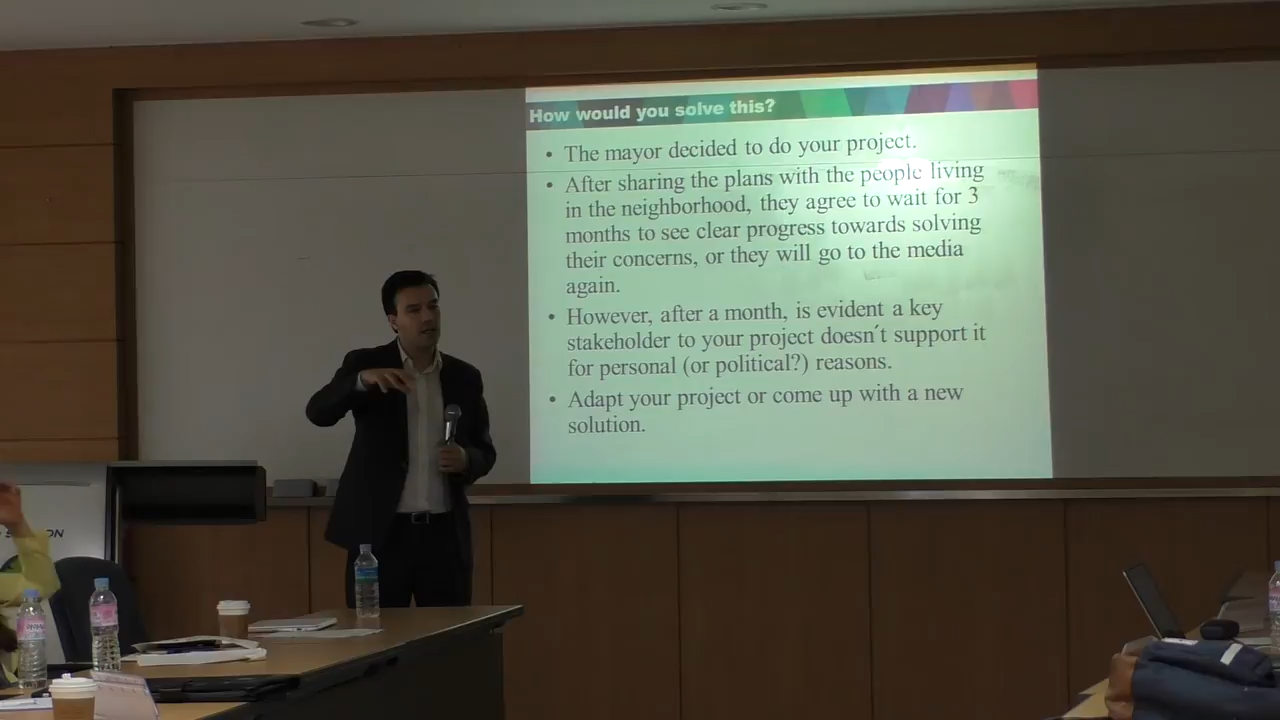 How would you solve this?
• The mayor decided to do your project.
• After sharing the plans with the people living
in the neighborhood, they agree to wait for 3
months to see clear progress towards solving
their concerns, or they will go to the media
again.
• However, after a month, is evident a key
stakeholder to your project doesn´t support it
for personal (or political?) reasons.
• Adapt your project or come up with a new
solution.